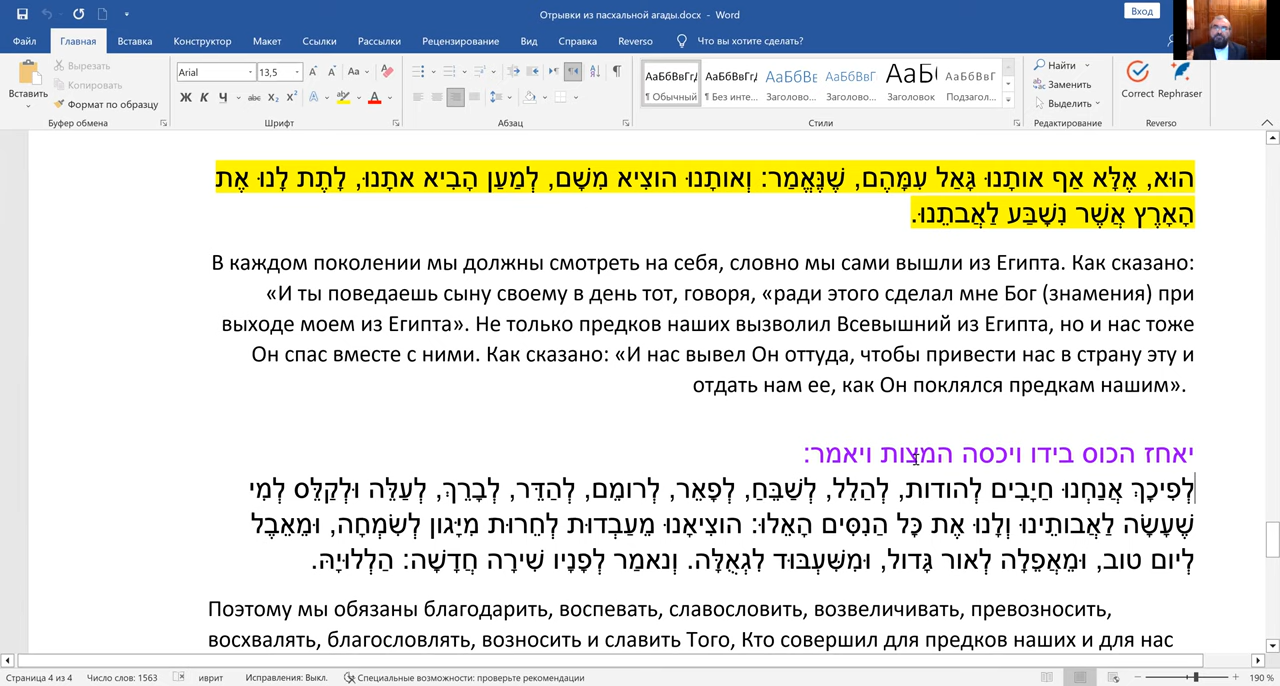 Отрывки из пасхальной агады.docx - Word
Вход
Файл Главная Вставка Конструктор Макет Ссылки Рассылки Рецензирование Вид Справка Reverso Что вы хотите сделать?
Вставить
Вырезать
Копировать
Формат по образцу
Буфер обмена
Arial 13,5
Ж К Ч abc X₂ X²
Шрифт
Абзац
АаБбВвГг, АаБбВвГг, АаБбВв АаБбВвГ АаБб( АаБбВвГ
¶ Обычный ¶ Без инте... Заголово... Заголово... Заголовок Подзагол...
Стили
Найти
Заменить
Выделить
Редактирование
Correct Rephraser
Reverso
הוּא, אֶלָּא אַף אוֹתָנוּ גָּאַל עִמָּהֶם, שֶׁנֶּאֱמַר: וְאוֹתָנוּ הוֹצִיא מִשָּׁם, לְמַעַן הָבִיא אֹתָנוּ, לָתֶת לָנוּ אֶת
הָאָרֶץ אֲשֶׁר נִשְׁבַּע לַאֲבֹתֵנוּ.
В каждом поколении мы должны смотреть на себя, словно мы сами вышли из Египта. Как сказано:
«И ты поведаешь сыну своему в день тот, говоря, «ради этого сделал мне Бог (знамения) при
выходе моем из Египта». Не только предков наших вызволил Всевышний из Египта, но и нас тоже
Он спас вместе с ними. Как сказано: «И нас вывел Он оттуда, чтобы привести нас в страну эту и
отдать нам ее, как Он поклялся предкам нашим».
יאחז הכוס בידו ויכסה המצות ויאמר:
לְפִיכָךְ אֲנַחְנוּ חַיָבִים לְהוֹדוֹת, לְהַלֵל, לְשַׁבֵּחַ, לְפָאֵר, לְרוֹמֵם, לְהַדֵּר, לְבָרֵךְ, לְעַלֵּה וּלְקַלֵּס לְמִי
שֶׁעָשָׂה לַאֲבוֹתֵינוּ וְלָנוּ אֶת כָּל הַנִסִּים הָאֵלוּ: הוֹצִיאָנוּ מֵעַבְדוּת לְחֵרוּת מִיָּגוֹן לְשִׂמְחָה, וּמֵאֵבֶל
לְיוֹם טוֹב, וּמֵאֲפֵלָה לְאוֹר גָּדוֹל, וּמִשִּׁעְבּוּד לִגְאֻלָּה. וְנֹאמַר לְפָנָיו שִׁירָה חֲדָשָׁה: הַלְלוּיָהּ.
Поэтому мы обязаны благодарить, воспевать, славословить, возвеличивать, превозносить,
восхвалять, благословлять, возносить и славить Того, Кто совершил для предков наших и для нас
Страница 4 из 4 Число слов: 1563 иврит Исправления: Выкл. Специальные возможности: проверьте рекомендации 190 %